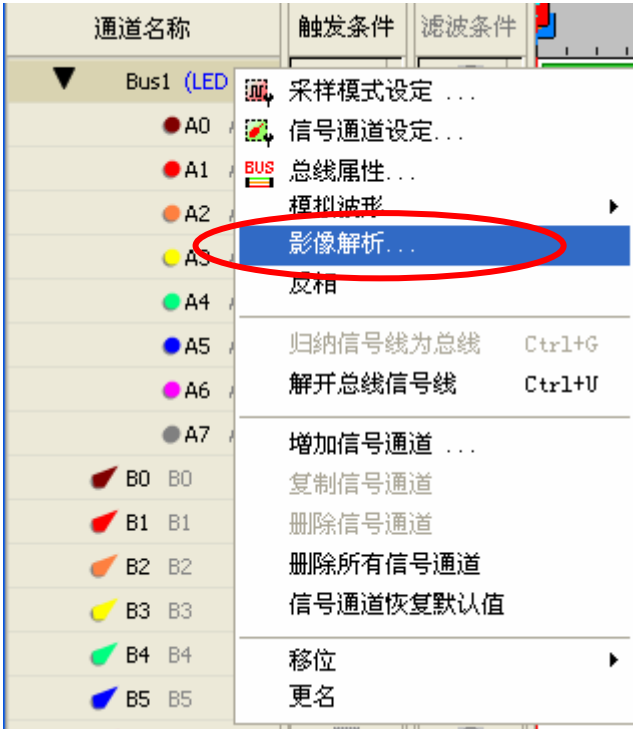 通道名称 触发条件 滤波条件
Bus1 (LED
采样模式设定 ...
A0
信号通道设定...
A1
BUS 总线属性...
A2
模拟波形
影像解析...
A3
反相
A4
归纳信号线为总线 Ctrl+G
A5
解开总线信号线 Ctrl+U
A6
A7
增加信号通道 ...
B0 B0
复制信号通道
B1 B1
删除信号通道
B2 B2
删除所有信号通道
B3 B3
信号通道恢复默认值
B4 B4
移位
B5 B5
更名